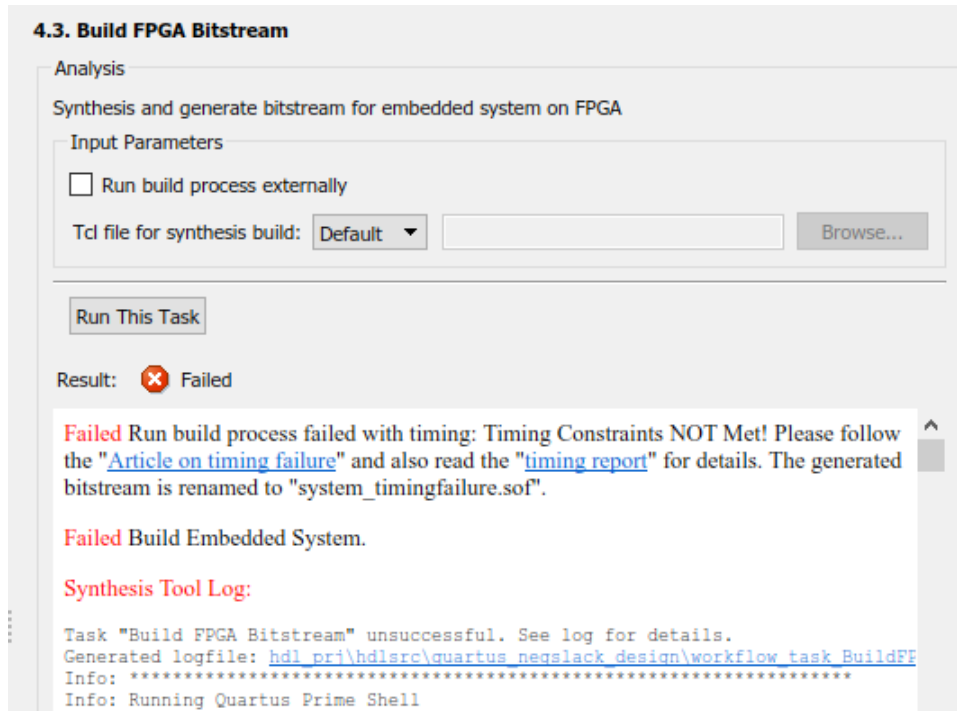 4.3. Build FPGA Bitstream
Analysis
Synthesis and generate bitstream for embedded system on FPGA
Input Parameters
Run build process externally
Tcl file for synthesis build: Default Browse...
Run This Task
Result: Failed
Failed Run build process failed with timing: Timing Constraints NOT Met! Please follow
the "Article on timing failure" and also read the "timing report" for details. The generated
bitstream is renamed to "system_timingfailure.sof".
Failed Build Embedded System.
Synthesis Tool Log:
Task "Build FPGA Bitstream" unsuccessful. See log for details.
Generated logfile: hdl_prj\hdlsrc\quartus_negslack_design\workflow_task_BuildFP
Info: *******************************************************************
Info: Running Quartus Prime Shell